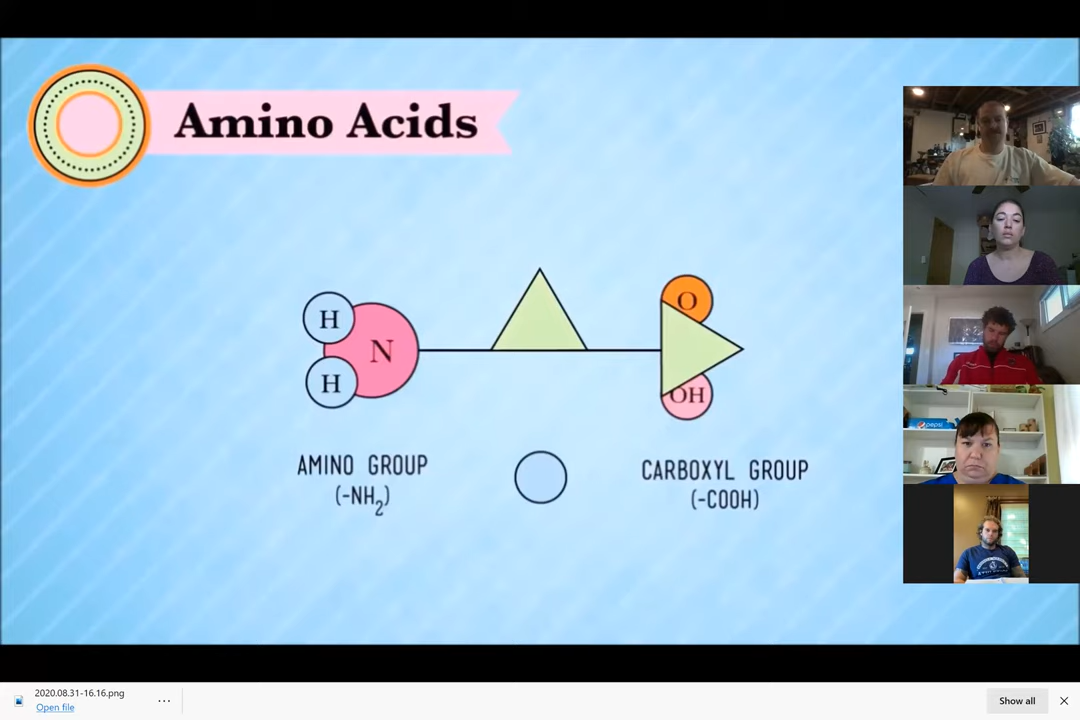 Amino Acids
H
N
H
O
OH
AMINO GROUP
(-NH₂)
CARBOXYL GROUP
(-COOH)
pepsi
2020.08.31-16.16.png
...
Open file
Show all